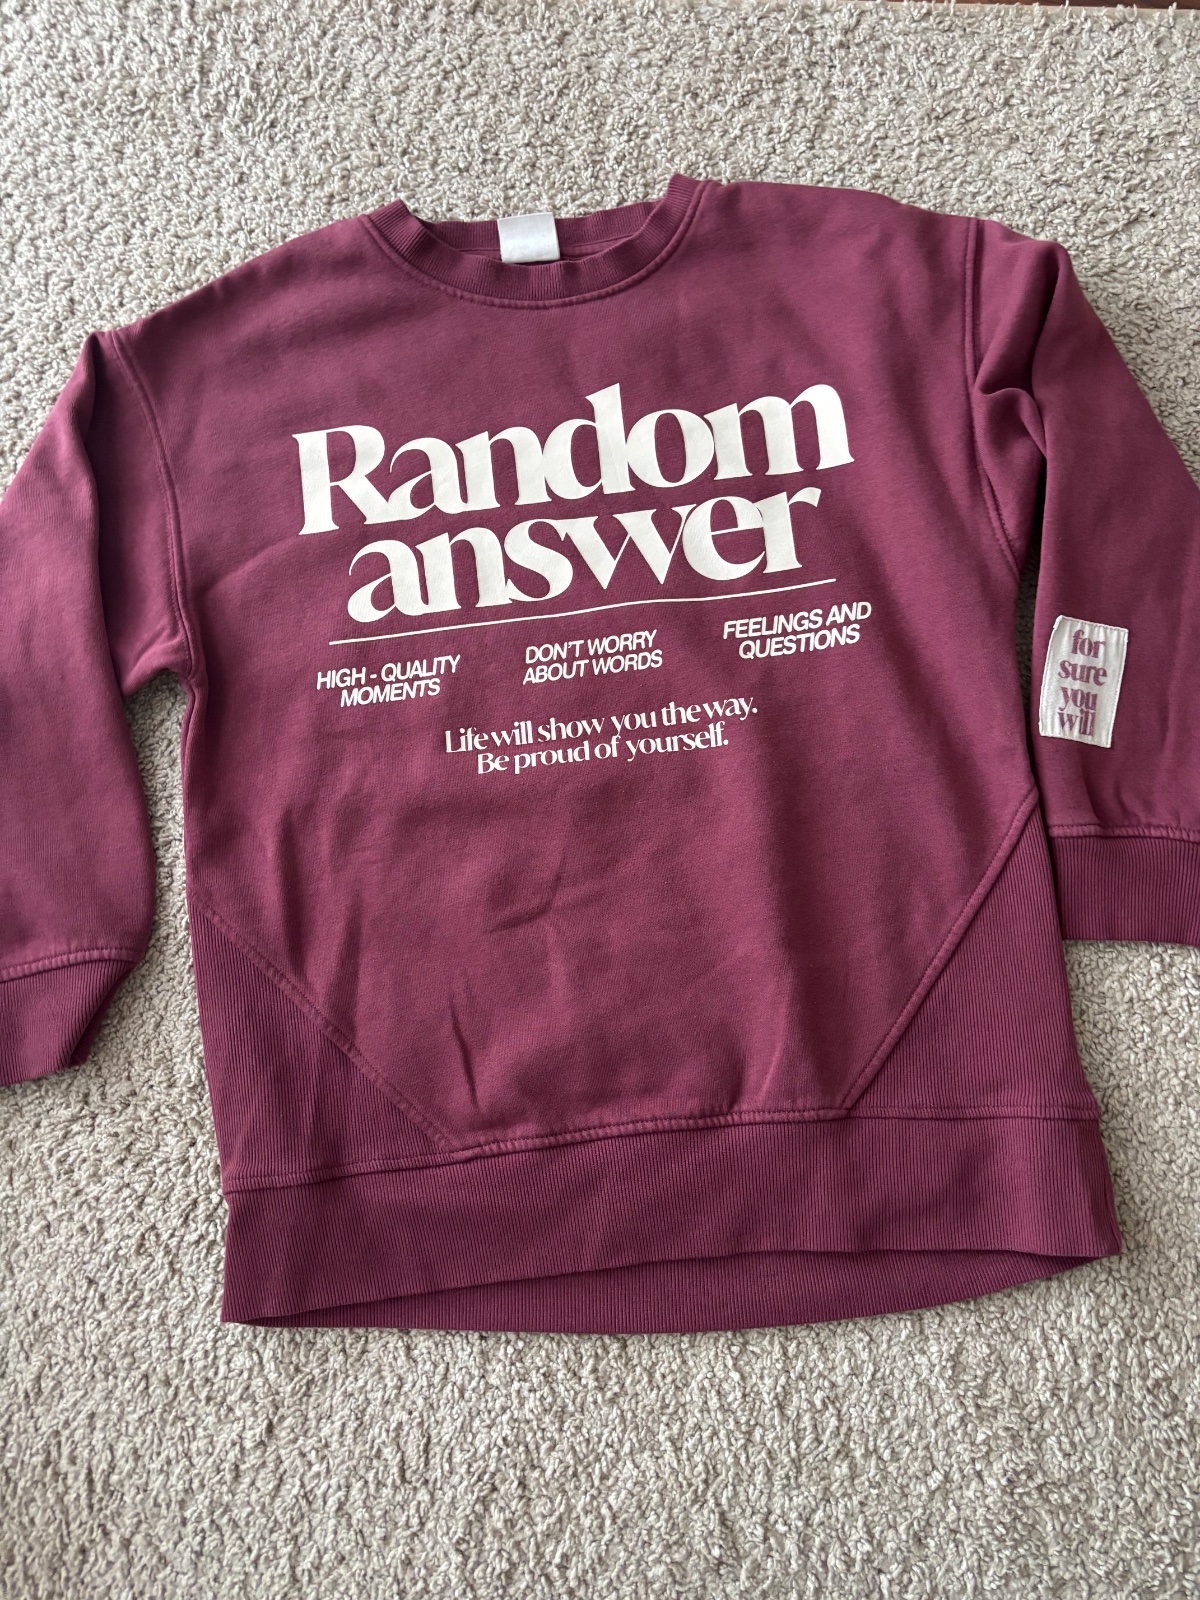 Random
answer
HIGH - QUALITY
MOMENTS
DON'T WORRY
ABOUT WORDS
FEELINGS AND
QUESTIONS
Life will show you the way.
Be proud of yourself.
for
sure
you
will